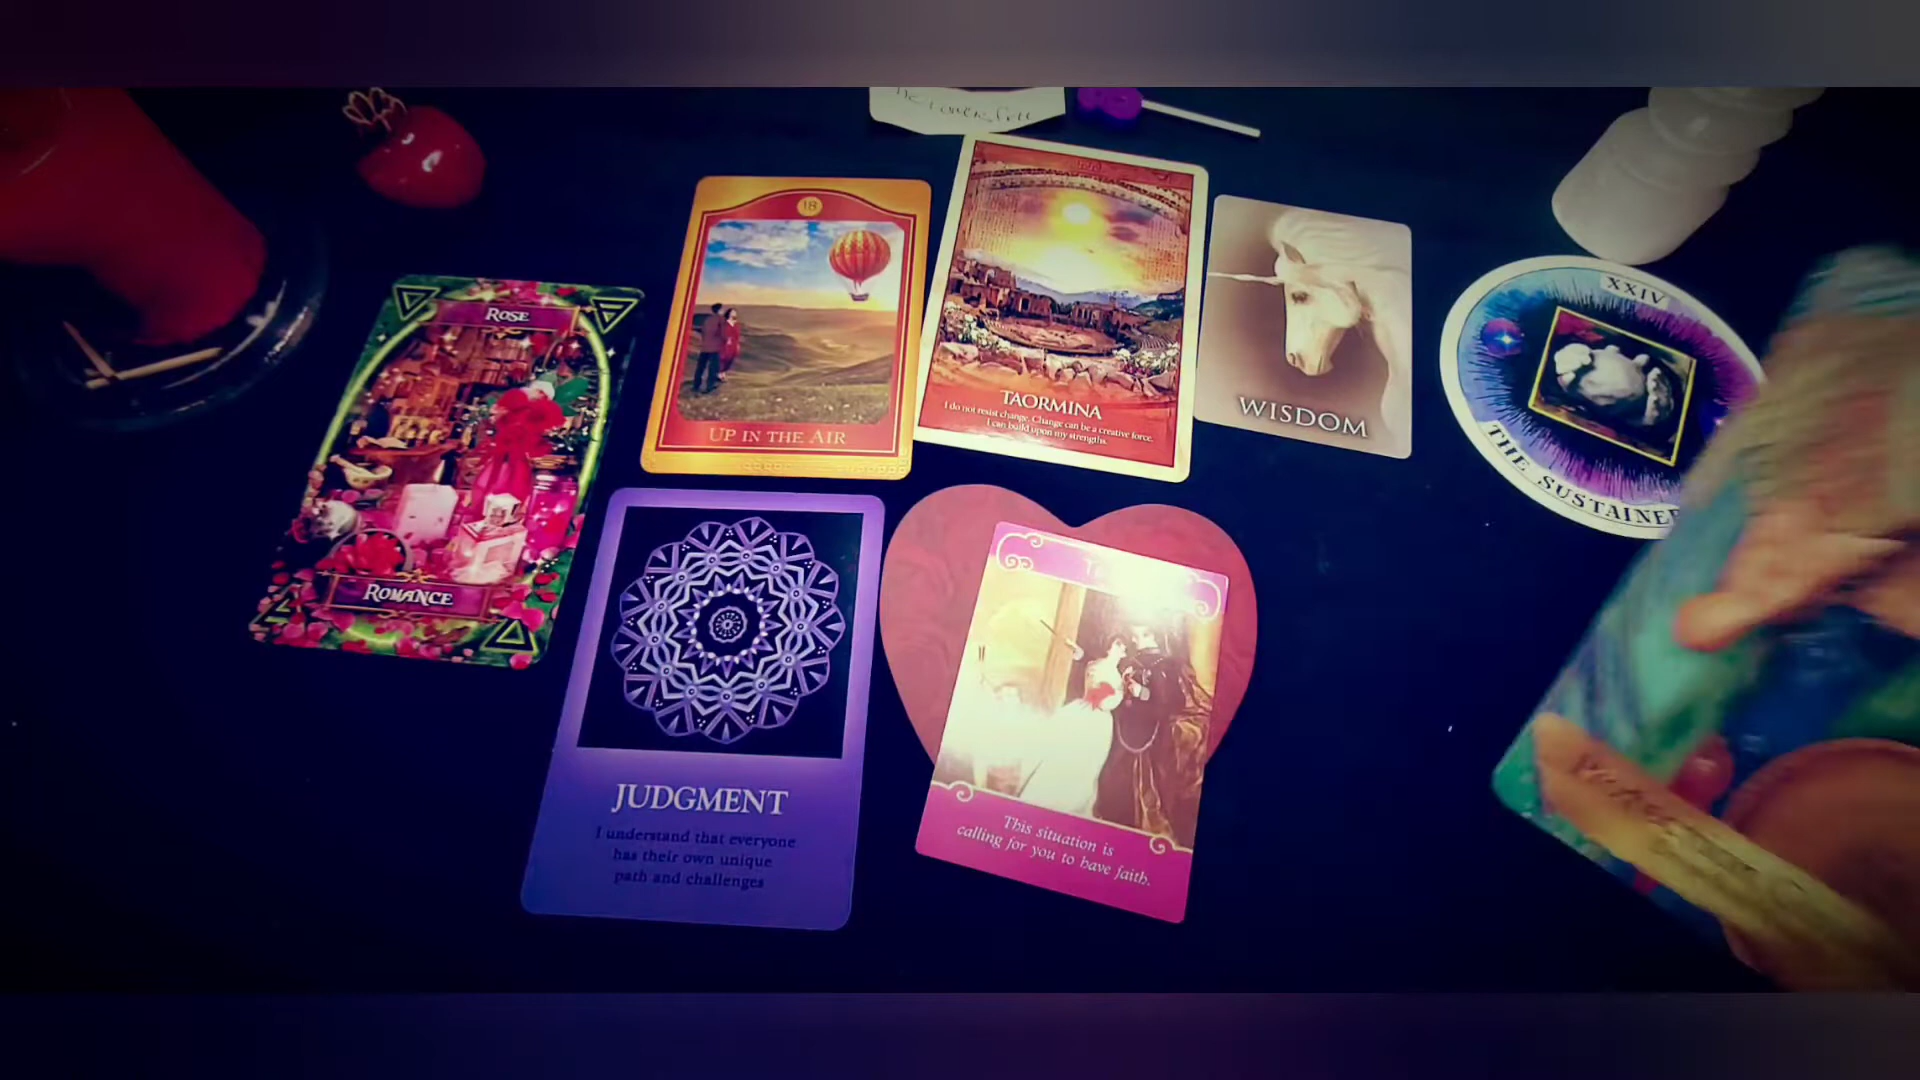 ROSE
ROMANCE
18
UP IN THE AIR
TAORMINA
I do not resist change. Change can be a creative force.
I can build upon my strengths.
WISDOM
XXIV
THE SUSTAINER
JUDGMENT
I understand that everyone
has their own unique
path and challenges
This situation is
calling for you to have faith.